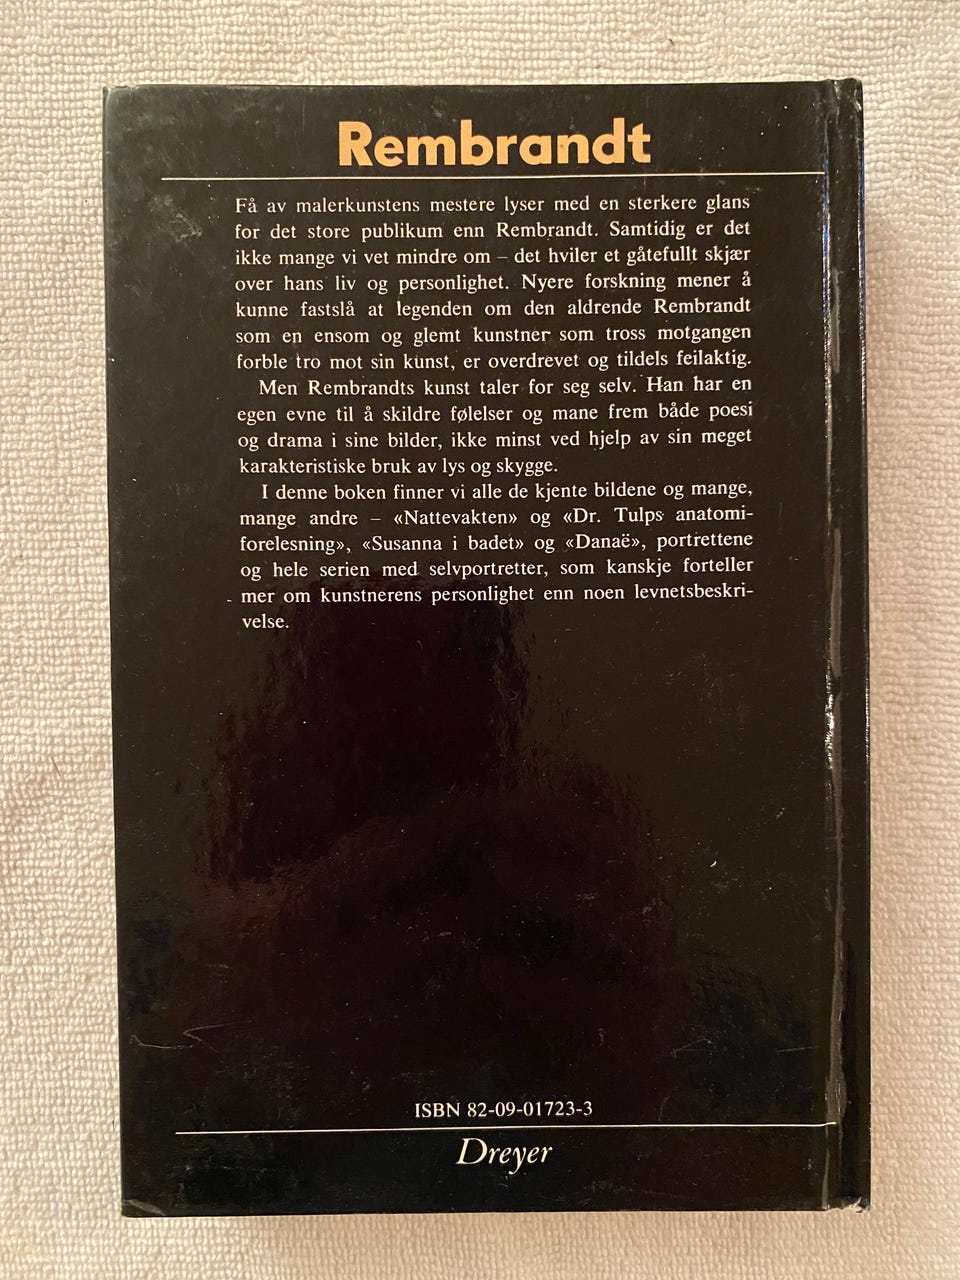 Rembrandt
Få av malerkunstens mestere lyser med en sterkere glans
for det store publikum enn Rembrandt. Samtidig er det
ikke mange vi vet mindre om – det hviler et gåtefullt skjær
over hans liv og personlighet. Nyere forskning mener å
kunne fastslå at legenden om den aldrende Rembrandt
som en ensom og glemt kunstner som tross motgangen
forble tro mot sin kunst, er overdrevet og tildels feilaktig.
Men Rembrandts kunst taler for seg selv. Han har en
egen evne til å skildre følelser og mane frem både poesi
og drama i sine bilder, ikke minst ved hjelp av sin meget
karakteristiske bruk av lys og skygge.
I denne boken finner vi alle de kjente bildene og mange,
mange andre – «Nattevakten» og «Dr. Tulps anatomi-
forelesning», «Susanna i badet» og «Danaë», portrettene
og hele serien med selvportretter, som kanskje forteller
mer om kunstnerens personlighet enn noen levnetsbeskri-
velse.
ISBN 82-09-01723-3
Dreyer